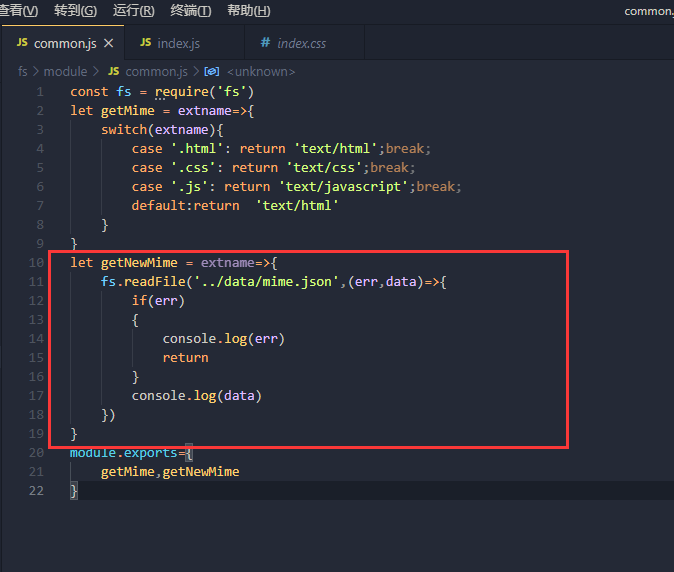 查看(V) 转到(G) 运行(R) 终端(T) 帮助(H) common.
JS common.js × JS index.js # index.css
fs > module > JS common.js > <unknown>
1 const fs = require('fs')
2 let getMime = extname=>{
3 switch(extname){
4 case '.html': return 'text/html';break;
5 case '.css': return 'text/css';break;
6 case '.js': return 'text/javascript';break;
7 default:return  'text/html'
8 }
9 }
10 let getNewMime = extname=>{
11 fs.readFile('../data/mime.json',(err,data)=>{
12 if(err)
13 {
14 console.log(err)
15 return
16 }
17 console.log(data)
18 })
19 }
20 module.exports={
21 getMime,getNewMime
22 }